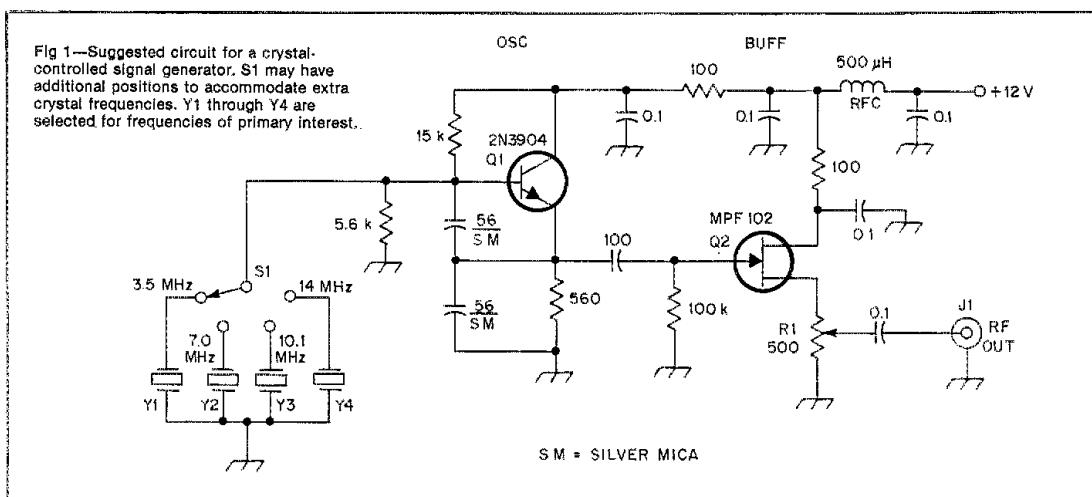 Fig 1—Suggested circuit for a crystal-
controlled signal generator. S1 may have
additional positions to accommodate extra
crystal frequencies. Y1 through Y4 are
selected for frequencies of primary interest.
OSC
BUFF
500 µH
RFC
100
+12 V
0.1
0.1
0.1
15 k
2N3904
Q1
100
5.6 k
56
SM
MPF 102
Q2
0.1
100
S1
3.5 MHz
14 MHz
56
SM
560
100 k
7.0
MHz
10.1
MHz
R1
500
0.1
J1
RF
OUT
Y1
Y2
Y3
Y4
SM = SILVER MICA